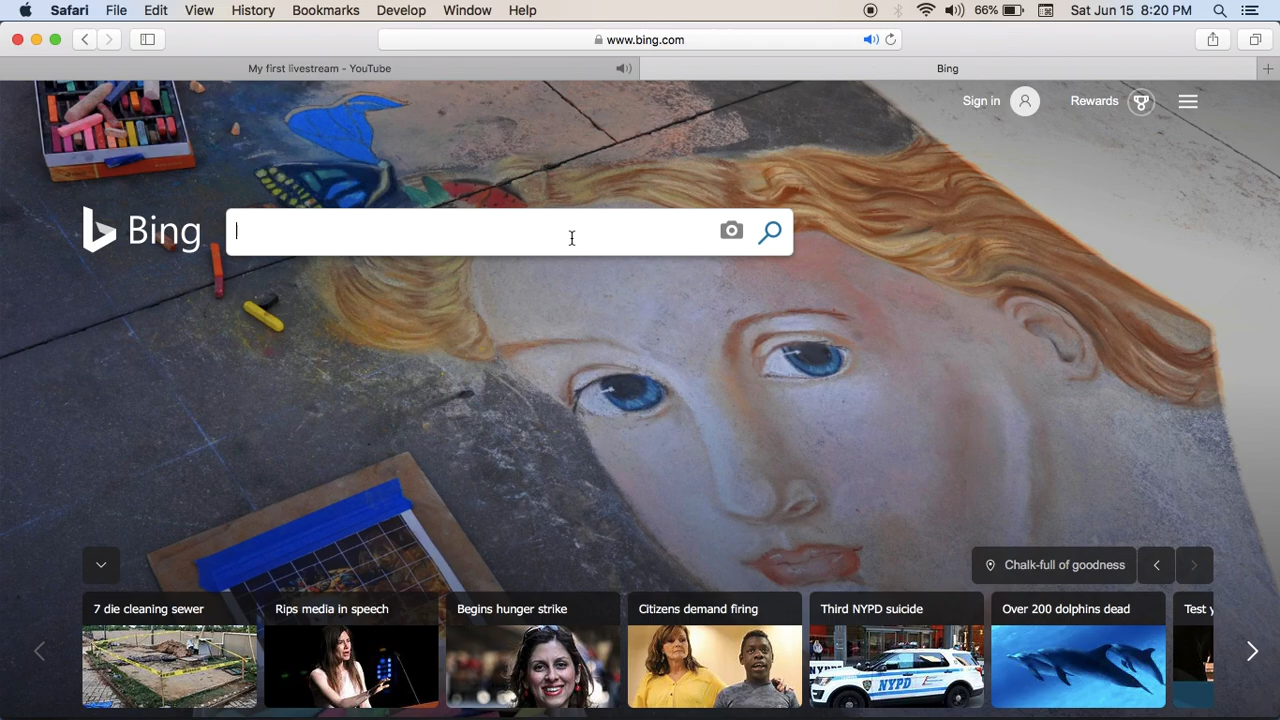 Safari File Edit View History Bookmarks Develop Window Help 66% Sat Jun 15 8:20 PM
www.bing.com
My first livestream - YouTube Bing
Sign in Rewards
Bing
Chalk-full of goodness
7 die cleaning sewer Rips media in speech Begins hunger strike Citizens demand firing Third NYPD suicide Over 200 dolphins dead Test
NYPD